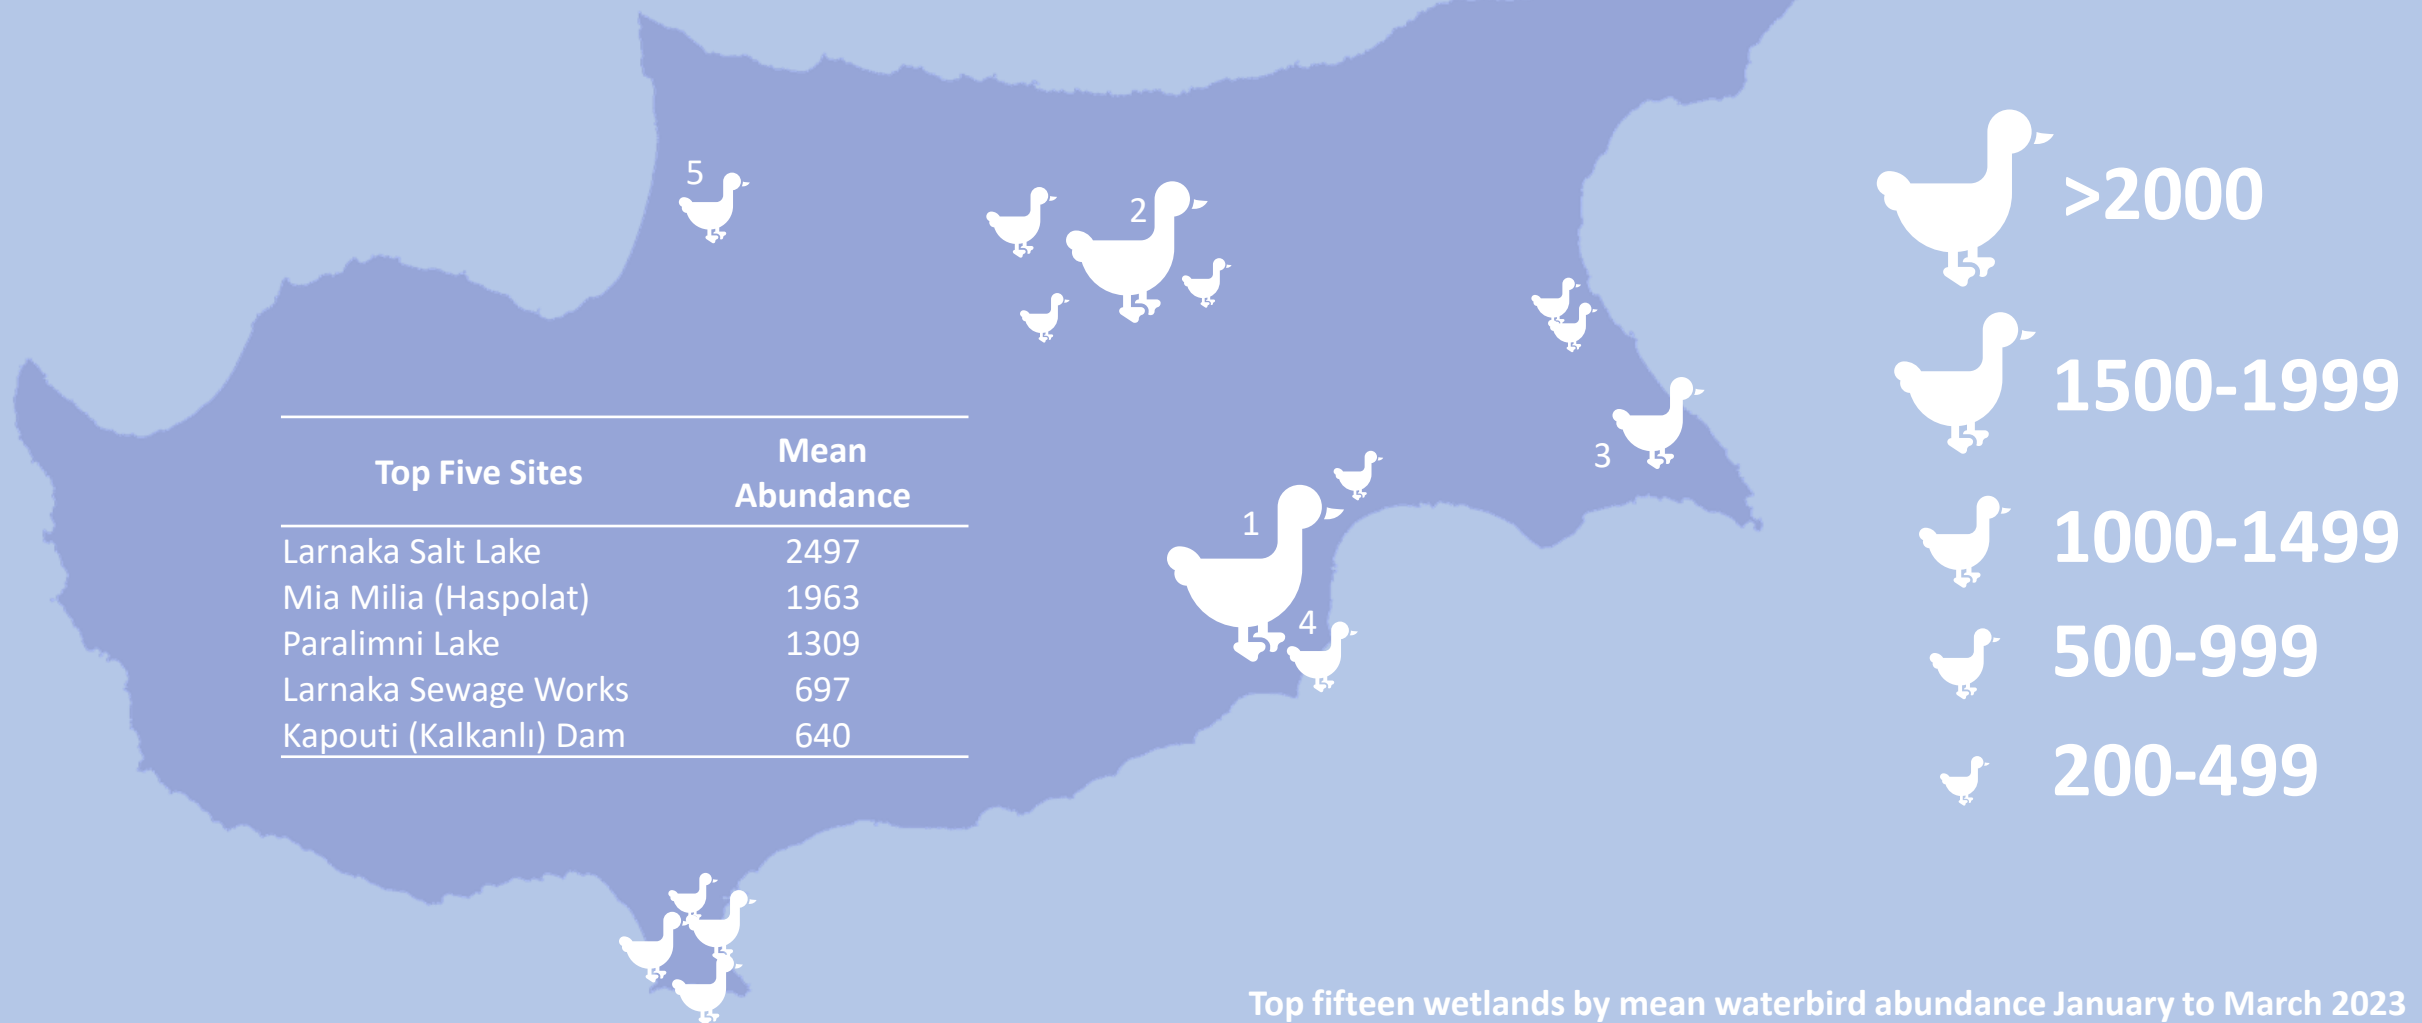 5
2
3
1
4
Top Five Sites
Mean
Abundance
Larnaka Salt Lake 2497
Mia Milia (Haspolat) 1963
Paralimni Lake 1309
Larnaka Sewage Works 697
Kapouti (Kalkanlı) Dam 640
>2000
1500-1999
1000-1499
500-999
200-499
Top fifteen wetlands by mean waterbird abundance January to March 2023